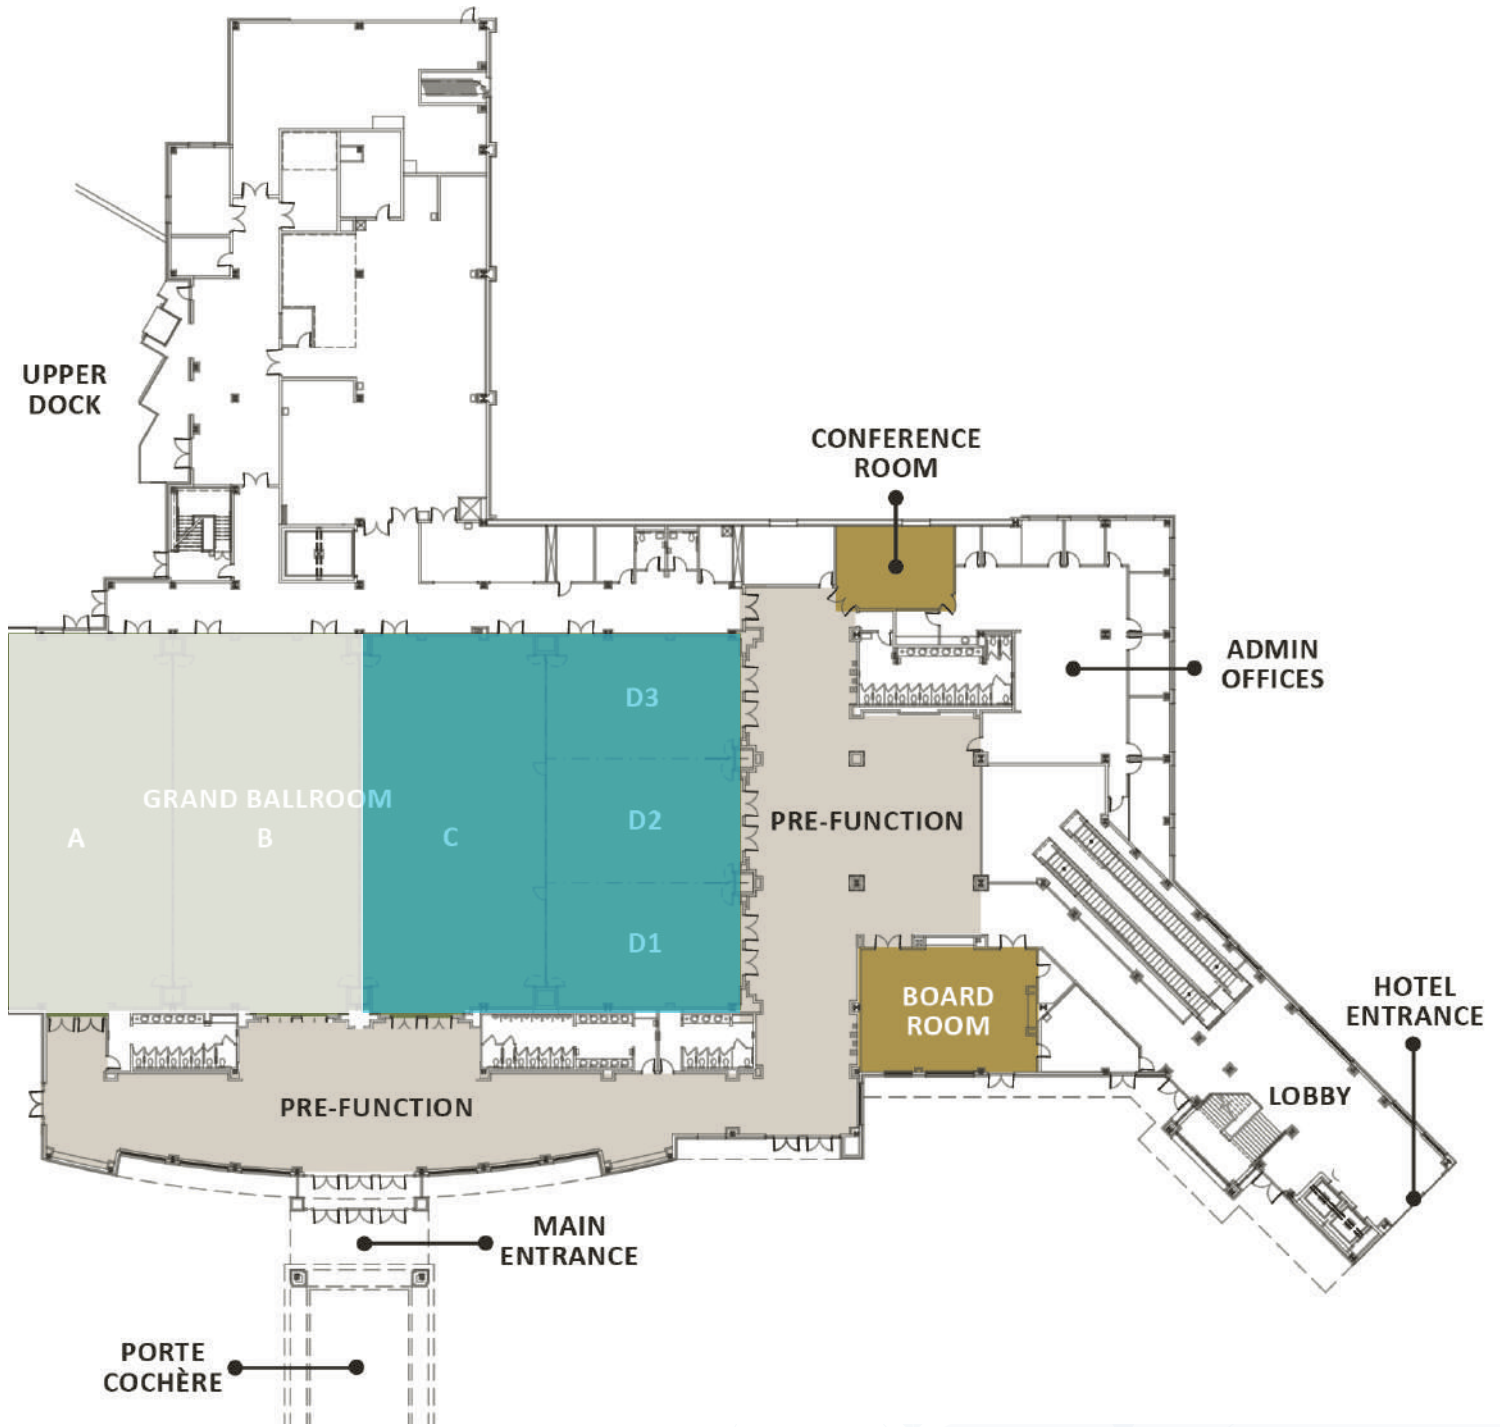 UPPER
DOCK
CONFERENCE
ROOM
ADMIN
OFFICES
D3
GRAND BALLROOM
A
B
C
D2
PRE-FUNCTION
D1
BOARD
ROOM
HOTEL
ENTRANCE
LOBBY
PRE-FUNCTION
MAIN
ENTRANCE
PORTE
COCHÈRE